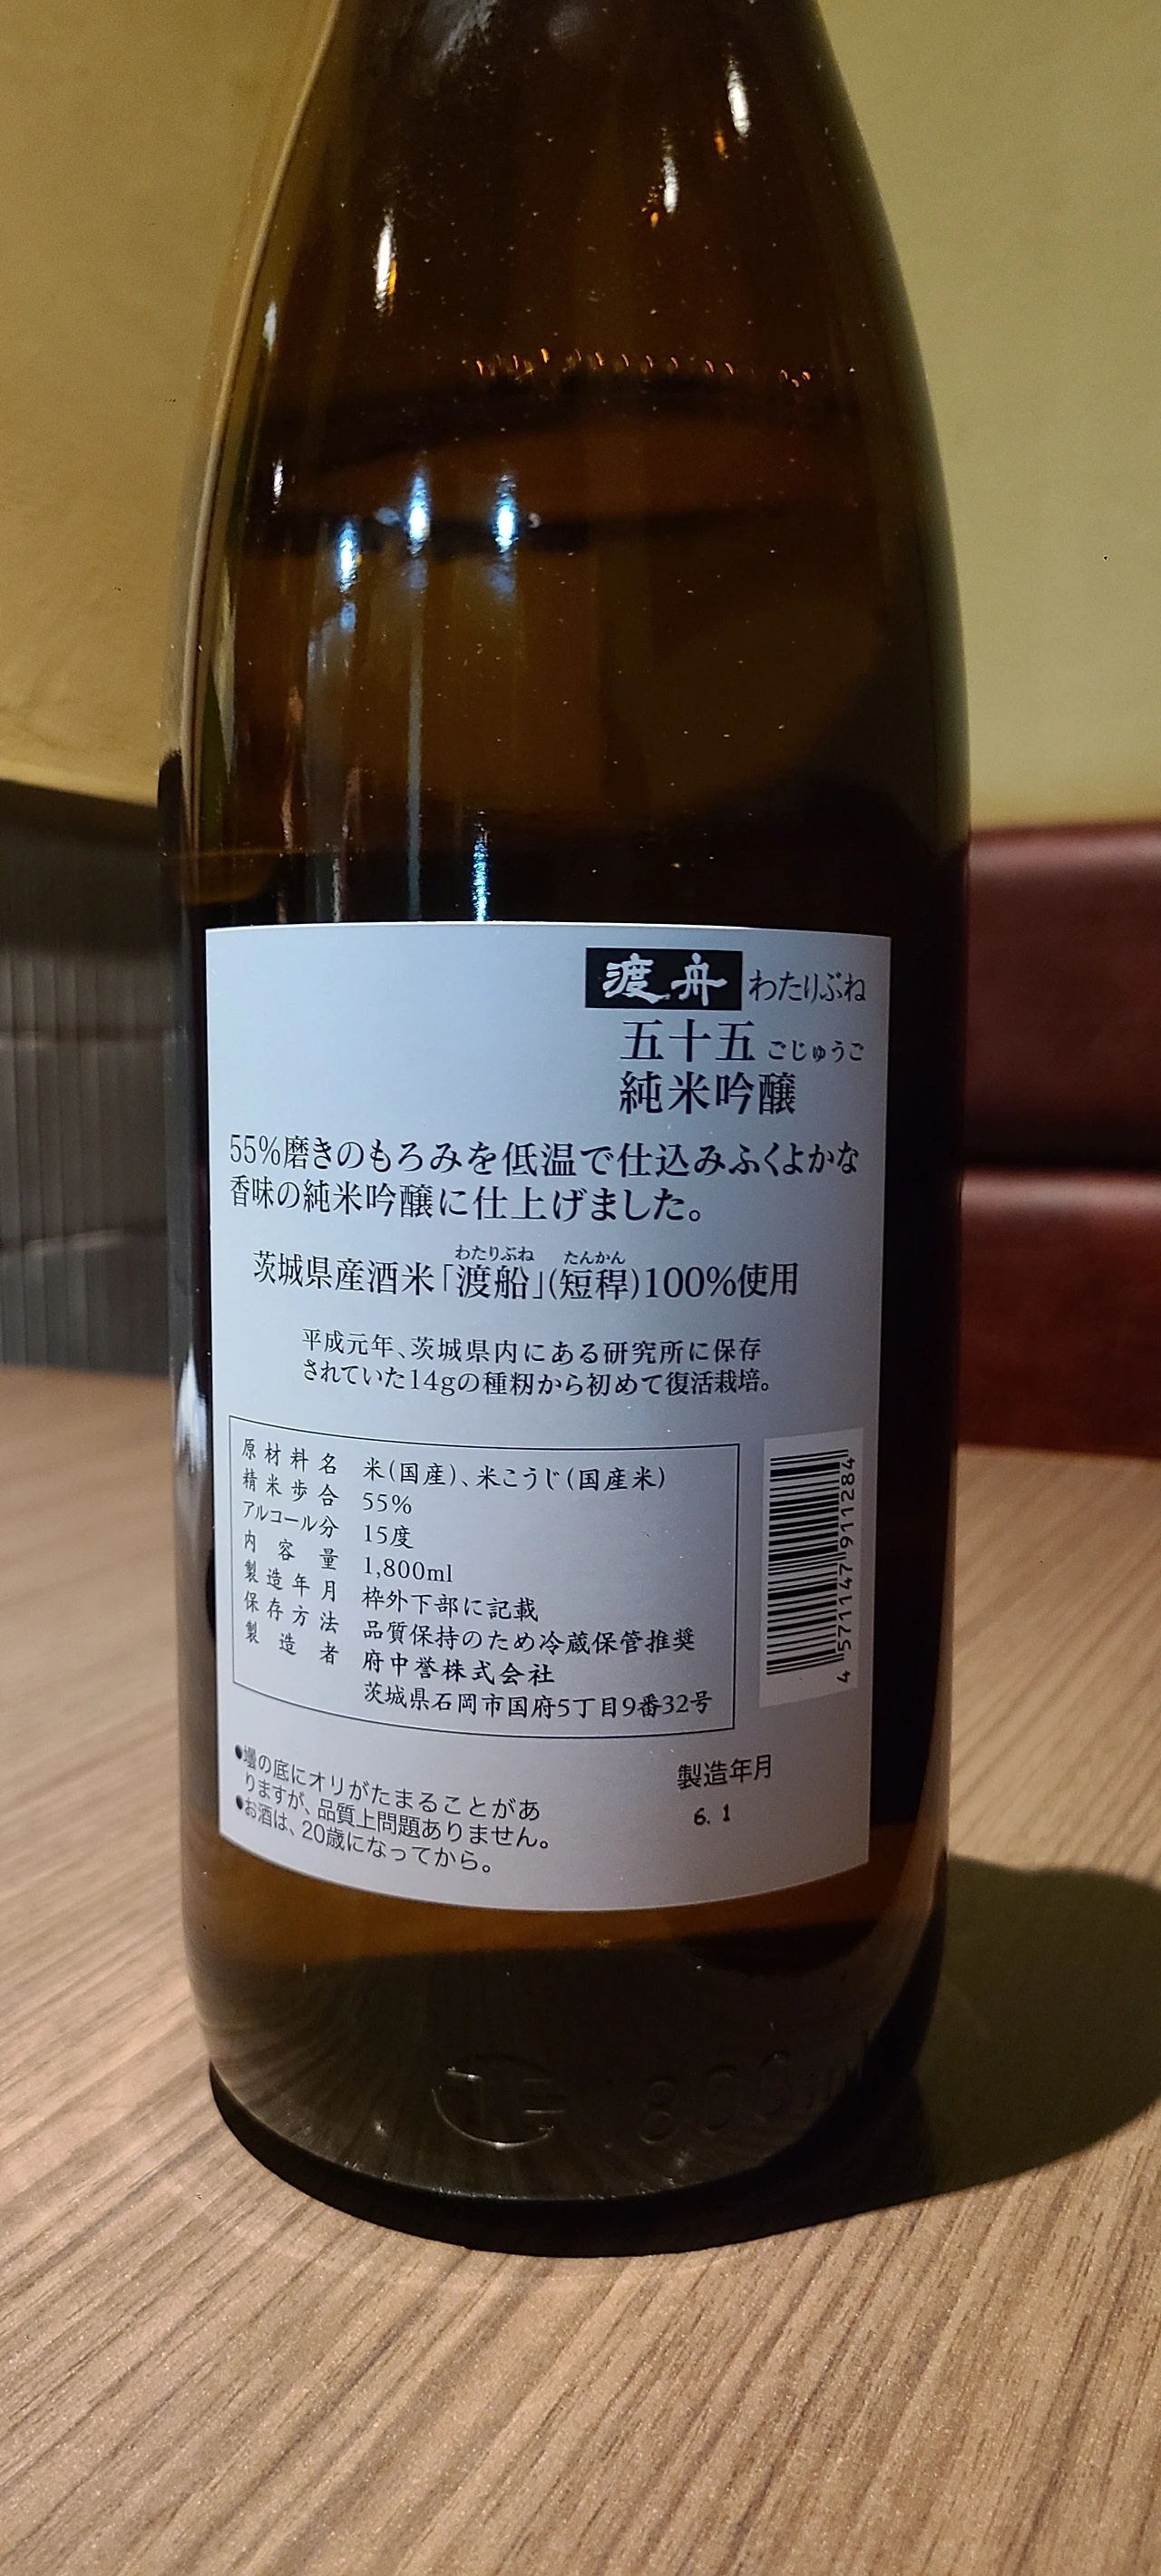 渡舟 わたりぶね
五十五 ごじゅうご
純米吟醸
55%磨きのもろみを低温で仕込みふくよかな
香味の純米吟醸に仕上げました。
わたりぶね たんかん
茨城県産酒米「渡船」(短稈)100%使用
平成元年、茨城県内にある研究所に保存
されていた14gの種籾から初めて復活栽培。
原材料名 米(国産)、米こうじ(国産米)
精米歩合 55%
アルコール分 15度
内容量 1,800ml
製造年月 枠外下部に記載
保存方法 品質保持のため冷蔵保管推奨
製造者 府中誉株式会社
茨城県石岡市国府5丁目9番32号
4 571147 911284
●壜の底にオリがたまることがあ
りますが、品質上問題ありません。
●お酒は、20歳になってから。
製造年月
6. 1
1800ml